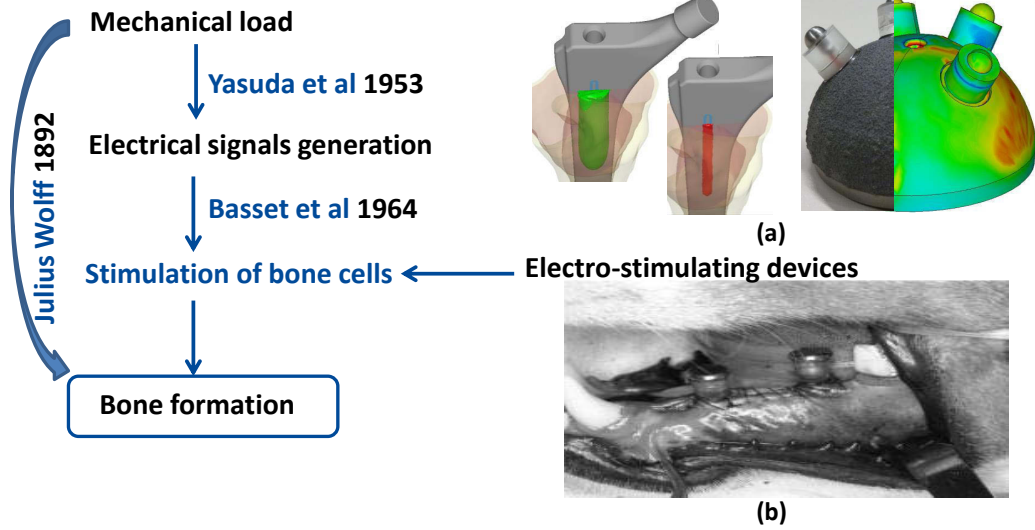 Mechanical load
Yasuda et al 1953
Electrical signals generation
Basset et al 1964
Julius Wolff 1892
Stimulation of bone cells
Bone formation
(a)
Electro-stimulating devices
(b)